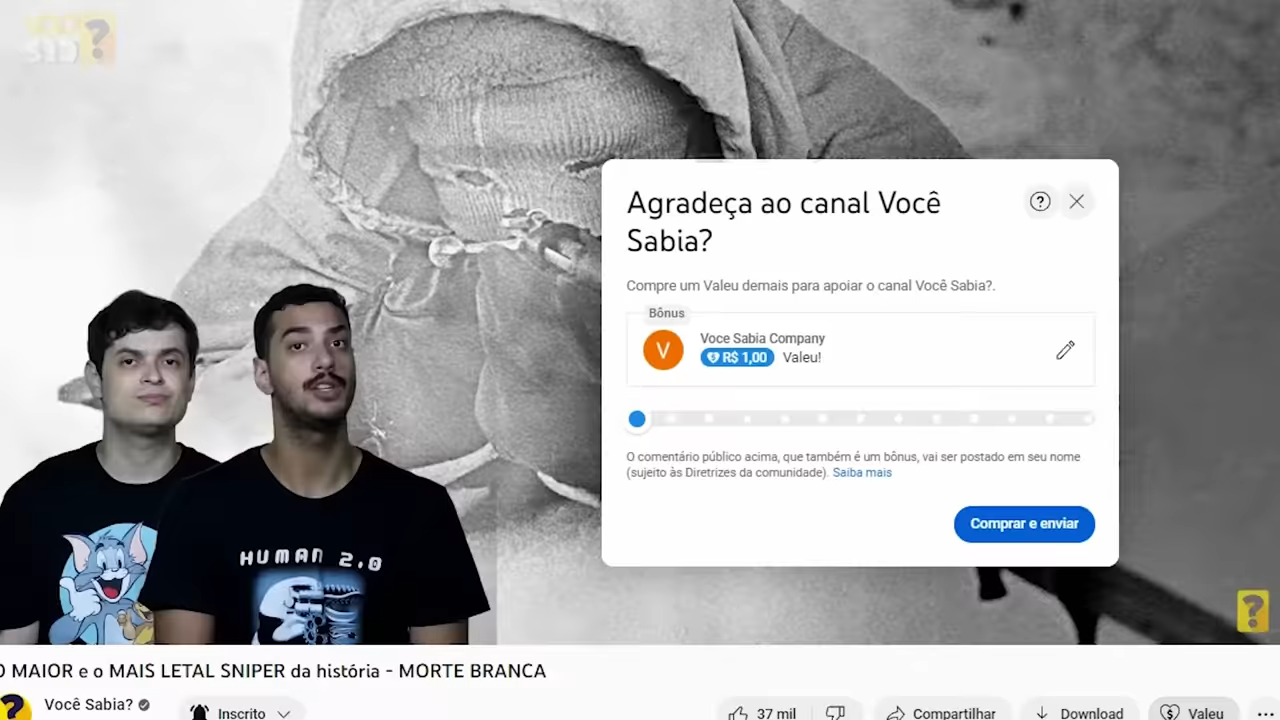 ?
Agradeça ao canal Você
Sabia?
?
Compre um Valeu demais para apoiar o canal Você Sabia?.
Bônus
V
Voce Sabia Company
R$ 1,00 Valeu!
O comentário público acima, que também é um bônus, vai ser postado em seu nome
(sujeito às Diretrizes da comunidade). Saiba mais
Comprar e enviar
HUMAN 2.0
?
O MAIOR e o MAIS LETAL SNIPER da história - MORTE BRANCA
?
Você Sabia?
Inscrito
37 mil
Compartilhar
Download
$
Valeu